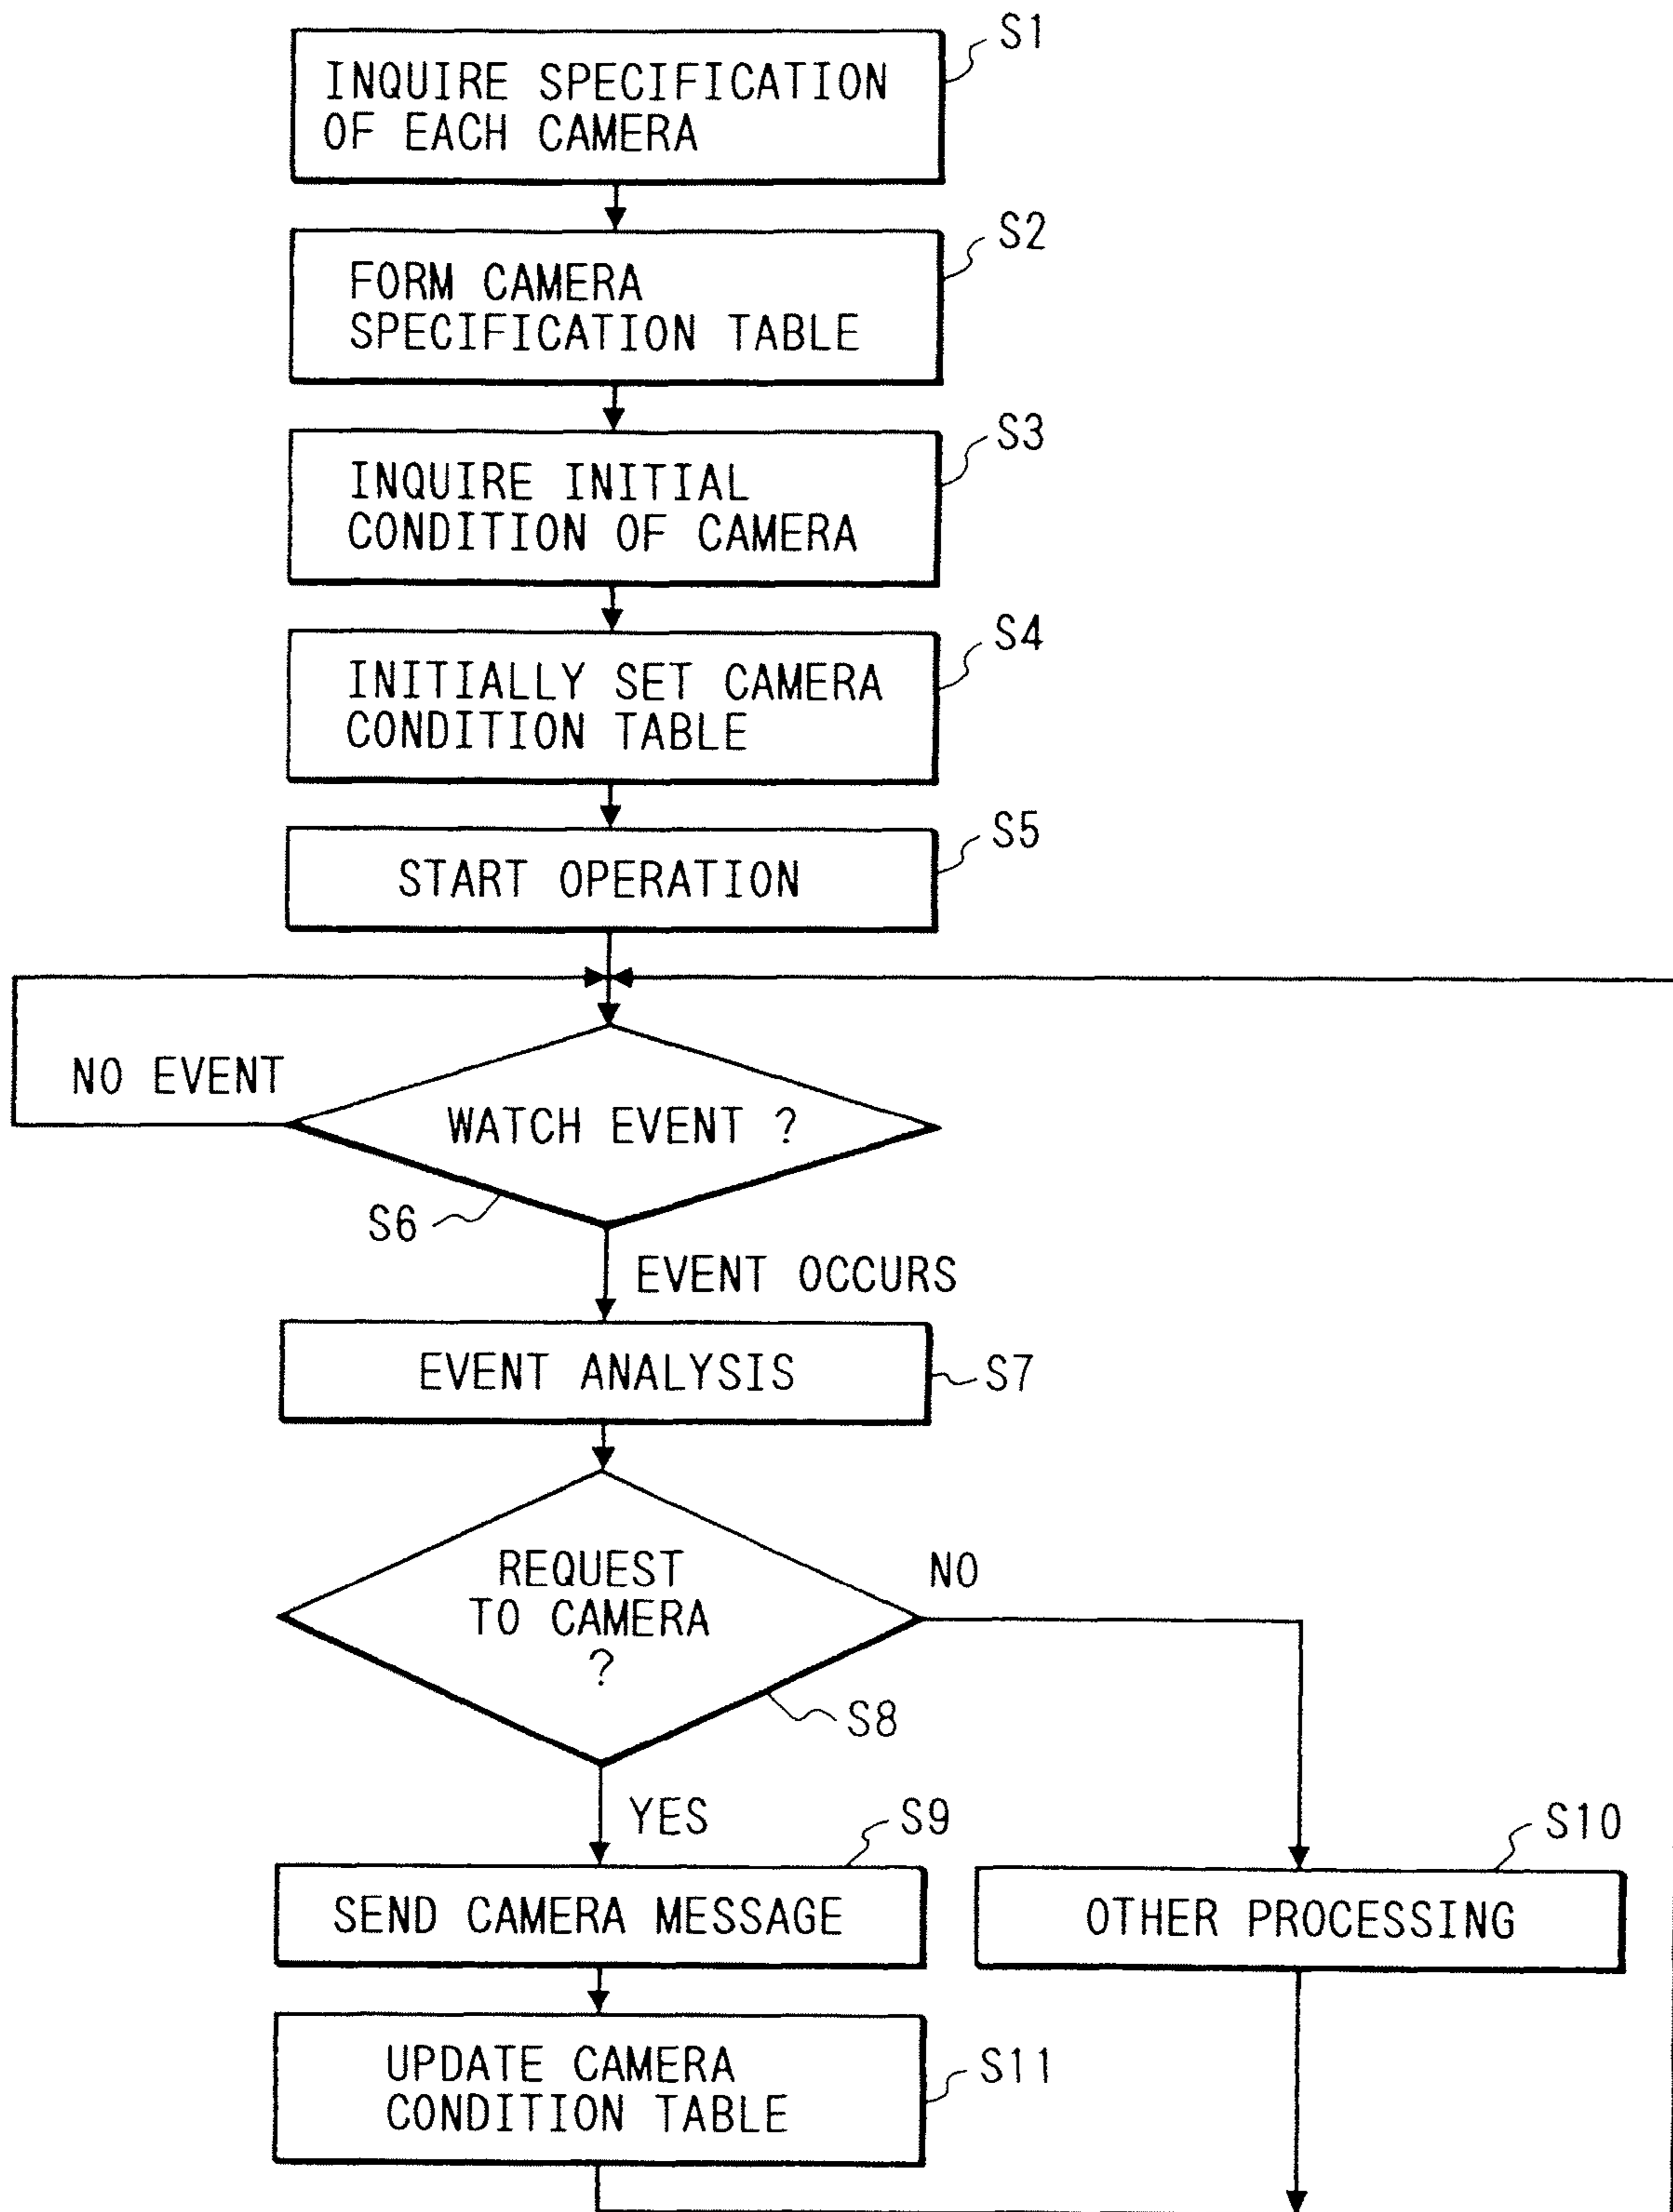 S1
INQUIRE SPECIFICATION
OF EACH CAMERA
S2
FORM CAMERA
SPECIFICATION TABLE
S3
INQUIRE INITIAL
CONDITION OF CAMERA
S4
INITIALLY SET CAMERA
CONDITION TABLE
S5
START OPERATION
NO EVENT
WATCH EVENT ?
S6
EVENT OCCURS
EVENT ANALYSIS
S7
REQUEST
TO CAMERA
?
NO
S8
YES
S9
SEND CAMERA MESSAGE
S10
OTHER PROCESSING
UPDATE CAMERA
CONDITION TABLE
S11